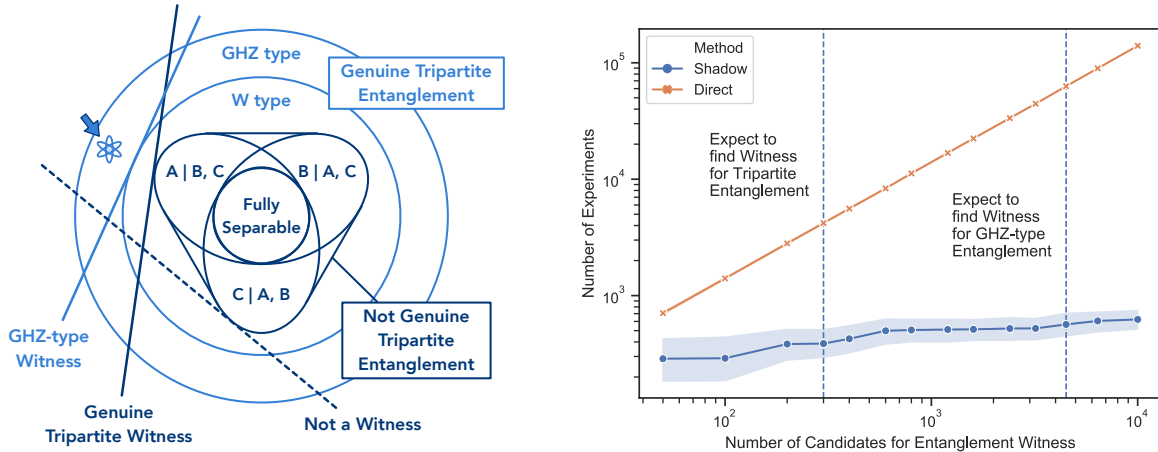 GHZ type
Genuine Tripartite
Entanglement
W type
A | B, C
B | A, C
Fully
Separable
C | A, B
GHZ-type
Witness
Not Genuine
Tripartite
Entanglement
Genuine
Tripartite Witness
Not a Witness
Method
Shadow
Direct
Expect to
find Witness
for Tripartite
Entanglement
Expect to
find Witness
for GHZ-type
Entanglement
Number of Experiments
10^5
10^4
10^3
10^2
10^3
10^4
Number of Candidates for Entanglement Witness